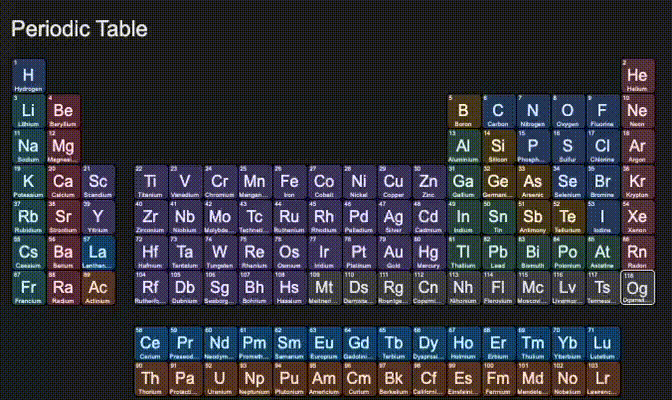 Periodic Table
1 2
H He
Hydrogen Helium
3 4 5 6 7 8 9 10
Li Be B C N O F Ne
Lithium Beryllium Boron Carbon Nitrogen Oxygen Fluorine Neon
11 12 13 14 15 16 17 18
Na Mg Al Si P S Cl Ar
Sodium Magnesi... Aluminium Silicon Phosph... Sulfur Chlorine Argon
19 20 21 22 23 24 25 26 27 28 29 30 31 32 33 34 35 36
K Ca Sc Ti V Cr Mn Fe Co Ni Cu Zn Ga Ge As Se Br Kr
Potassium Calcium Scandium Titanium Vanadium Chromium Mangan... Iron Cobalt Nickel Copper Zinc Gallium Germani... Arsenic Selenium Bromine Krypton
37 38 39 40 41 42 43 44 45 46 47 48 49 50 51 52 53 54
Rb Sr Y Zr Nb Mo Tc Ru Rh Pd Ag Cd In Sn Sb Te I Xe
Rubidium Strontium Yttrium Zirconium Niobium Molybde... Techneti... Ruthenium Rhodium Palladium Silver Cadmium Indium Tin Antimony Tellurium Iodine Xenon
55 56 57 72 73 74 75 76 77 78 79 80 81 82 83 84 85 86
Cs Ba La Hf Ta W Re Os Ir Pt Au Hg Tl Pb Bi Po At Rn
Caesium Barium Lanthan... Hafnium Tantalum Tungsten Rhenium Osmium Iridium Platinum Gold Mercury Thallium Lead Bismuth Polonium Astatine Radon
87 88 89 104 105 106 107 108 109 110 111 112 113 114 115 116 117 118
Fr Ra Ac Rf Db Sg Bh Hs Mt Ds Rg Cn Nh Fl Mc Lv Ts Og
Francium Radium Actinium Rutherfo... Dubnium Seaborg... Bohrium Hassium Meitneri... Darmsta... Roentge... Coperni... Nihonium Flerovium Moscovi... Livermo... Tenness... Oganess...
58 59 60 61 62 63 64 65 66 67 68 69 70 71
Ce Pr Nd Pm Sm Eu Gd Tb Dy Ho Er Tm Yb Lu
Cerium Praseod... Neodym... Prometh... Samarium Europium Gadolini... Terbium Dyspros... Holmium Erbium Thulium Ytterbium Lutetium
90 91 92 93 94 95 96 97 98 99 100 101 102 103
Th Pa U Np Pu Am Cm Bk Cf Es Fm Md No Lr
Thorium Protacti... Uranium Neptunium Plutonium Americium Curium Berkelium Californi... Einsteini... Fermium Mendele... Nobelium Lawrenc...